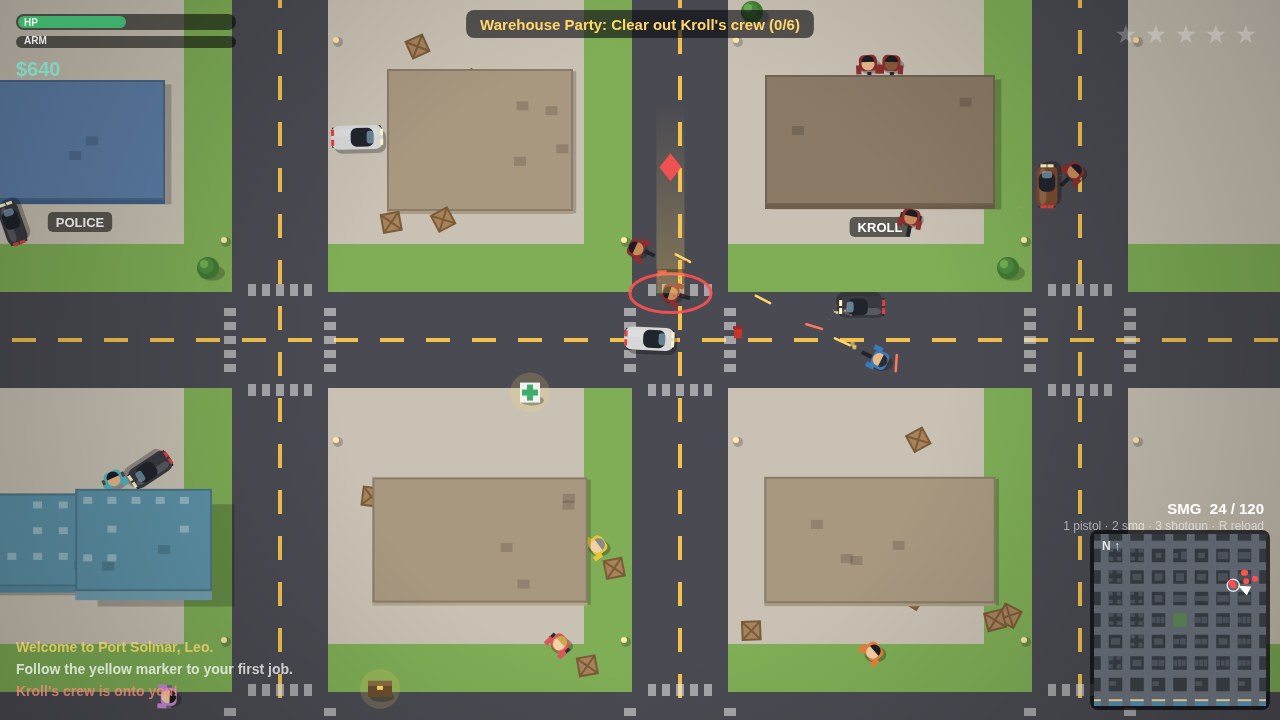 HP
Warehouse Party: Clear out Kroll's crew (0/6)
ARM
$640
POLICE
KROLL
SMG 24 / 120
1 pistol · 2 smg · 3 shotgun · R reload
N ↑
Welcome to Port Solmar, Leo.
Follow the yellow marker to your first job.
Kroll's crew is onto you!